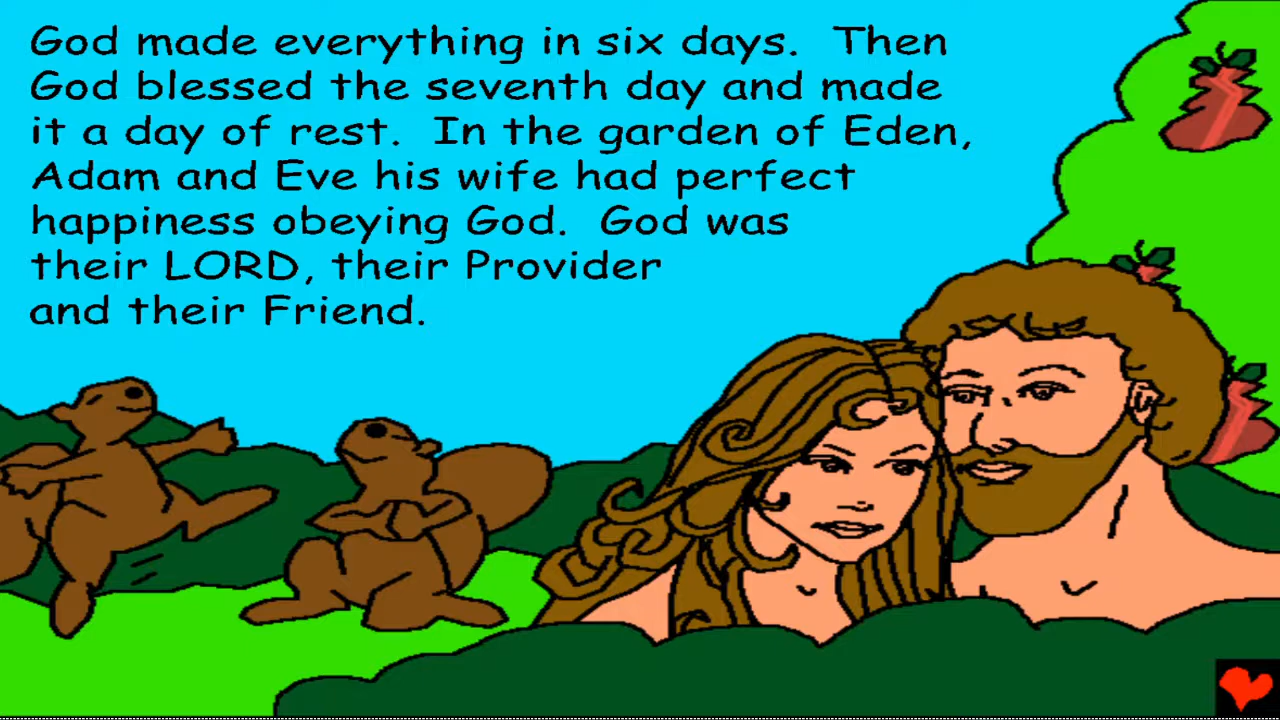 God made everything in six days.  Then
God blessed the seventh day and made
it a day of rest.  In the garden of Eden,
Adam and Eve his wife had perfect
happiness obeying God.  God was
their LORD, their Provider
and their Friend.